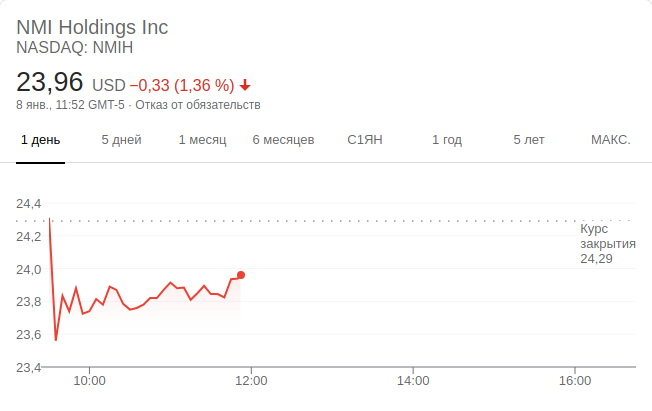 NMI Holdings Inc
NASDAQ: NMIH
23,96 USD −0,33 (1,36 %)
8 янв., 11:52 GMT-5 · Отказ от обязательств
1 день 5 дней 1 месяц 6 месяцев С1ЯН 1 год 5 лет МАКС.
24,4
Курс
24,2
закрытия
24,29
24,0
23,8
23,6
23,4
10:00 12:00 14:00 16:00